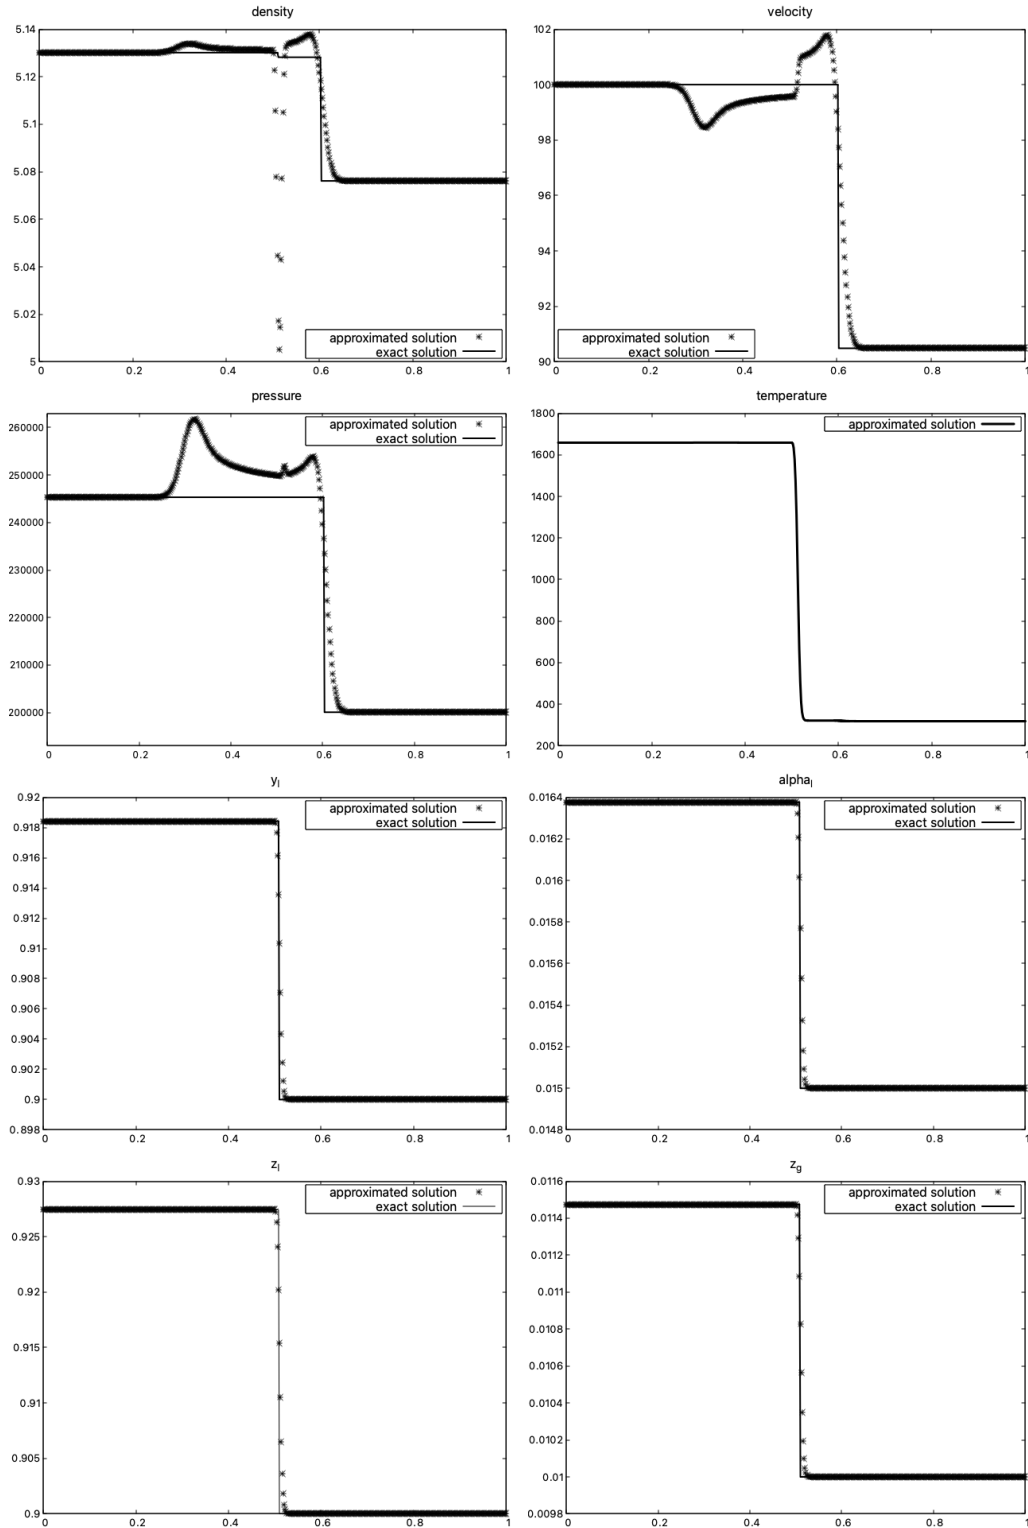 density
5.14
5.12
5.1
5.08
5.06
5.04
5.02
5
approximated solution
exact solution
0 0.2 0.4 0.6 0.8 1
velocity
102
100
98
96
94
92
90
approximated solution
exact solution
0 0.2 0.4 0.6 0.8 1
pressure
260000
250000
240000
230000
220000
210000
200000
approximated solution
exact solution
0 0.2 0.4 0.6 0.8 1
temperature
1800
1600
1400
1200
1000
800
600
400
200
approximated solution
0 0.2 0.4 0.6 0.8 1
yl
0.92
0.918
0.916
0.914
0.912
0.91
0.908
0.906
0.904
0.902
0.9
0.898
approximated solution
exact solution
0 0.2 0.4 0.6 0.8 1
alphal
0.0164
0.0162
0.016
0.0158
0.0156
0.0154
0.0152
0.015
0.0148
approximated solution
exact solution
0 0.2 0.4 0.6 0.8 1
zl
0.93
0.925
0.92
0.915
0.91
0.905
0.9
approximated solution
exact solution
0 0.2 0.4 0.6 0.8 1
zg
0.0116
0.0114
0.0112
0.011
0.0108
0.0106
0.0104
0.0102
0.01
0.0098
approximated solution
exact solution
0 0.2 0.4 0.6 0.8 1